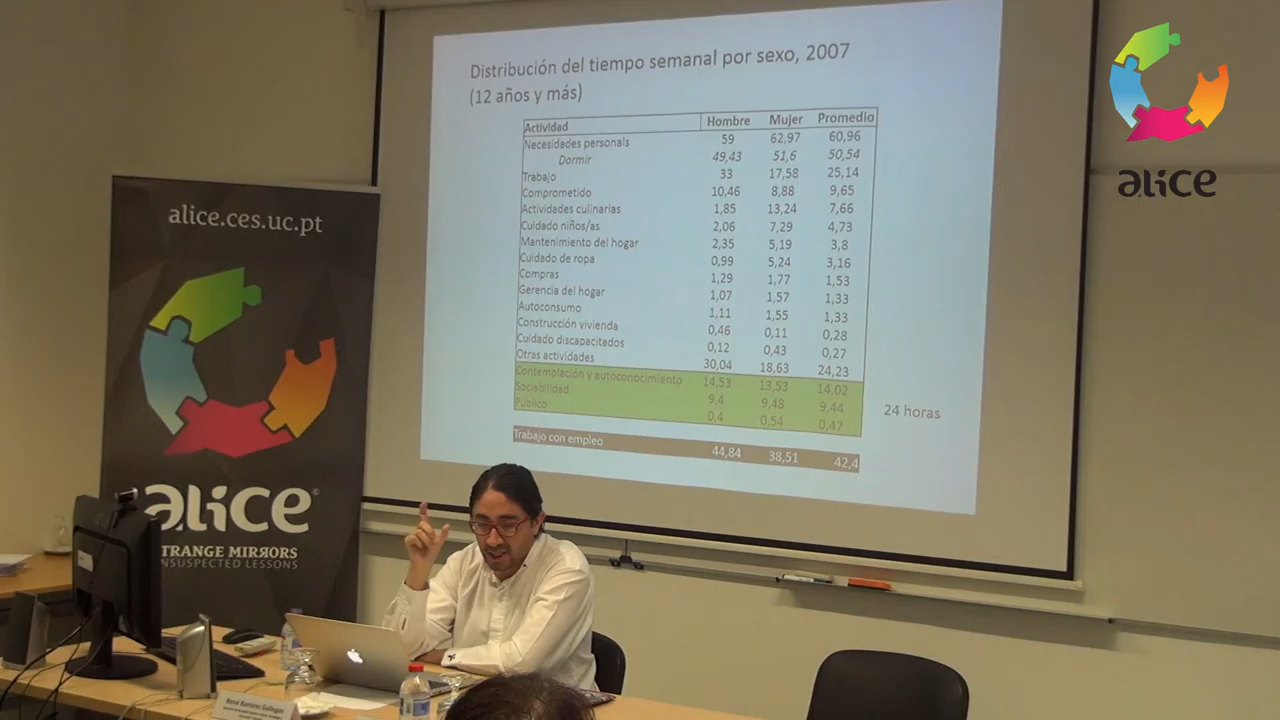 Distribución del tiempo semanal por sexo, 2007
(12 años y más)
Actividad Hombre Mujer Promedio
Necesidades personals 59 62,97 60,96
Dormir 49,43 51,6 50,54
Trabajo 33 17,58 25,14
Comprometido 10,46 8,88 9,65
Actividades culinarias 1,85 13,24 7,66
Cuidado niños/as 2,06 7,29 4,73
Mantenimiento del hogar 2,35 5,19 3,8
Cuidado de ropa 0,99 5,24 3,16
Compras 1,29 1,77 1,53
Gerencia del hogar 1,07 1,57 1,33
Autoconsumo 1,11 1,55 1,33
Construcción vivienda 0,46 0,11 0,28
Cuidado discapacitados 0,12 0,43 0,27
Otras actividades 30,04 18,63 24,23
Contemplación y autoconocimiento 14,53 13,53 14,02
Sociabilidad 9,4 9,48 9,44
Público 0,4 0,54 0,47
24 horas
Trabajo con empleo 44,84 38,51 42,4
alice
alice.ces.uc.pt
alice
TRANGE MIRRORS
NSUSPECTED LESSONS
René Ramírez Gallegos